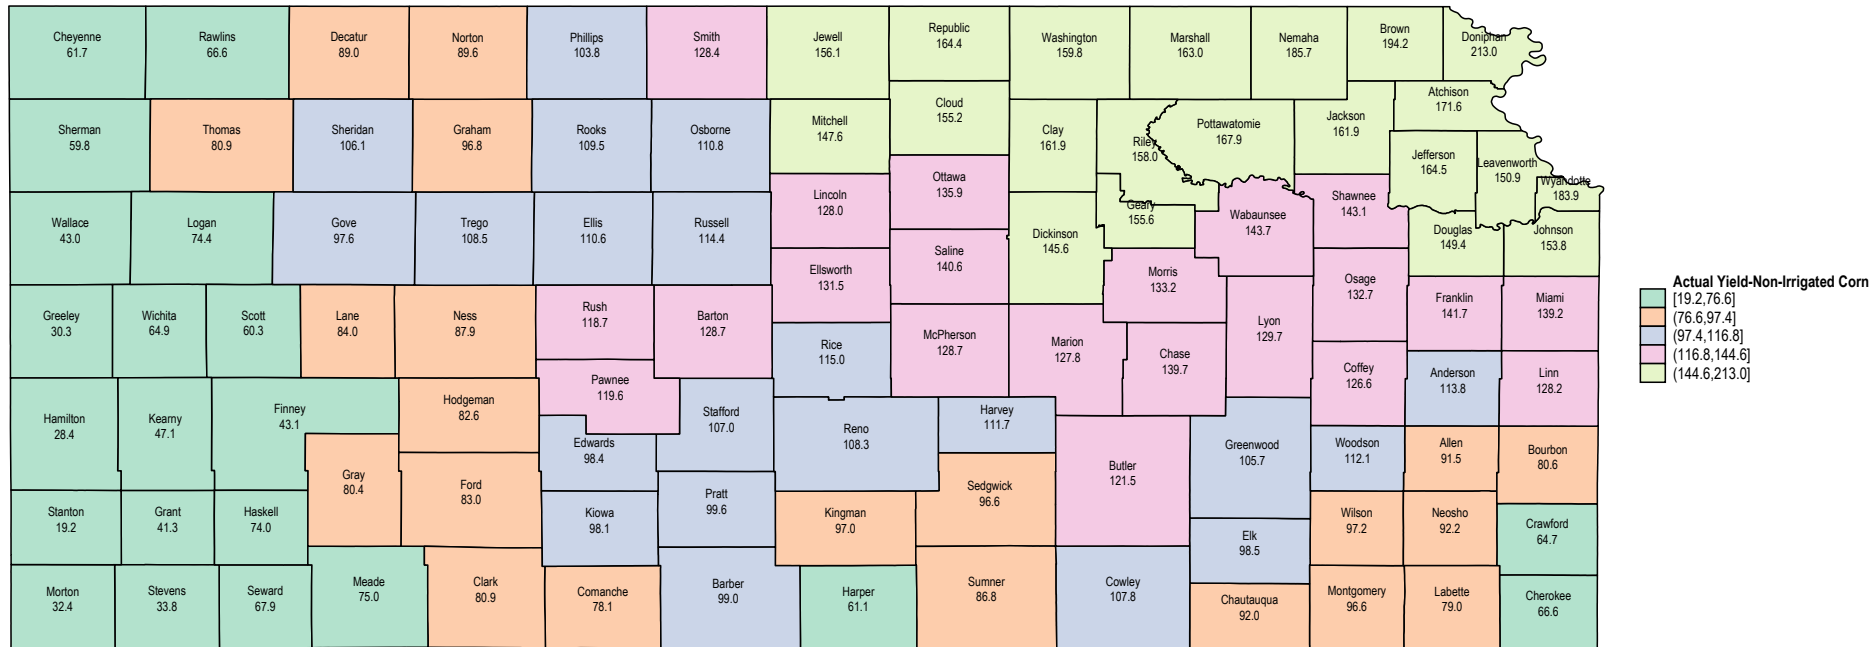 Cheyenne
61.7
Rawlins
66.6
Decatur
89.0
Norton
89.6
Phillips
103.8
Smith
128.4
Jewell
156.1
Republic
164.4
Washington
159.8
Marshall
163.0
Nemaha
185.7
Brown
194.2
Doniphan
213.0
Atchison
171.6
Sherman
59.8
Thomas
80.9
Sheridan
106.1
Graham
96.8
Rooks
109.5
Osborne
110.8
Mitchell
147.6
Cloud
155.2
Clay
161.9
Riley
158.0
Pottawatomie
167.9
Jackson
161.9
Jefferson
164.5
Leavenworth
150.9
Wyandotte
183.9
Wallace
43.0
Logan
74.4
Gove
97.6
Trego
108.5
Ellis
110.6
Russell
114.4
Lincoln
128.0
Ottawa
135.9
Dickinson
145.6
Geary
155.6
Wabaunsee
143.7
Shawnee
143.1
Douglas
149.4
Johnson
153.8
Ellsworth
131.5
Saline
140.6
Morris
133.2
Osage
132.7
Franklin
141.7
Miami
139.2
Greeley
30.3
Wichita
64.9
Scott
60.3
Lane
84.0
Ness
87.9
Rush
118.7
Barton
128.7
Rice
115.0
McPherson
128.7
Marion
127.8
Chase
139.7
Lyon
129.7
Coffey
126.6
Anderson
113.8
Linn
128.2
Hamilton
28.4
Kearny
47.1
Finney
43.1
Hodgeman
82.6
Pawnee
119.6
Stafford
107.0
Edwards
98.4
Reno
108.3
Harvey
111.7
Butler
121.5
Greenwood
105.7
Woodson
112.1
Allen
91.5
Bourbon
80.6
Gray
80.4
Ford
83.0
Kiowa
98.1
Pratt
99.6
Kingman
97.0
Sedgwick
96.6
Elk
98.5
Wilson
97.2
Neosho
92.2
Crawford
64.7
Stanton
19.2
Grant
41.3
Haskell
74.0
Morton
32.4
Stevens
33.8
Seward
67.9
Meade
75.0
Clark
80.9
Comanche
78.1
Barber
99.0
Harper
61.1
Sumner
86.8
Cowley
107.8
Chautauqua
92.0
Montgomery
96.6
Labette
79.0
Cherokee
66.6
Actual Yield-Non-Irrigated Corn
[19.2,76.6]
(76.6,97.4]
(97.4,116.8]
(116.8,144.6]
(144.6,213.0]